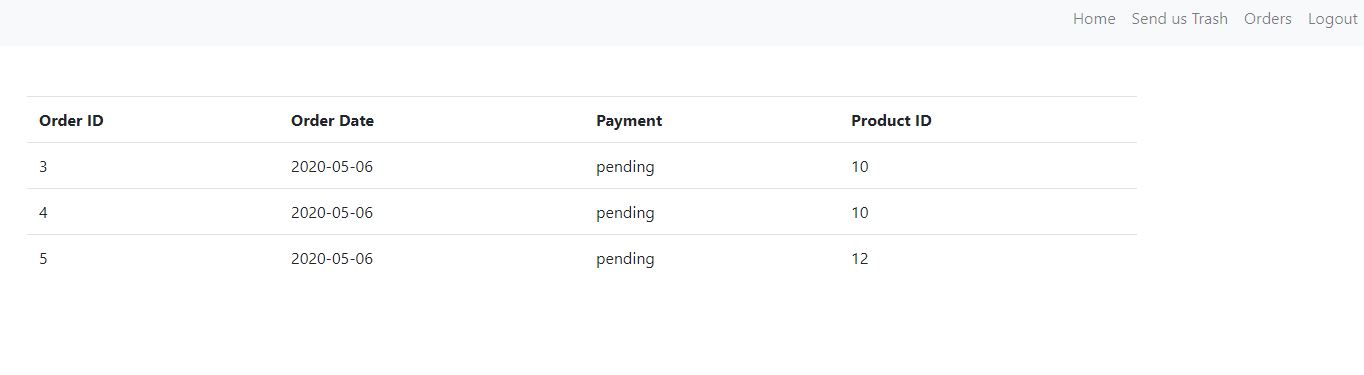 Home Send us Trash Orders Logout
Order ID Order Date Payment Product ID
3 2020-05-06 pending 10
4 2020-05-06 pending 10
5 2020-05-06 pending 12